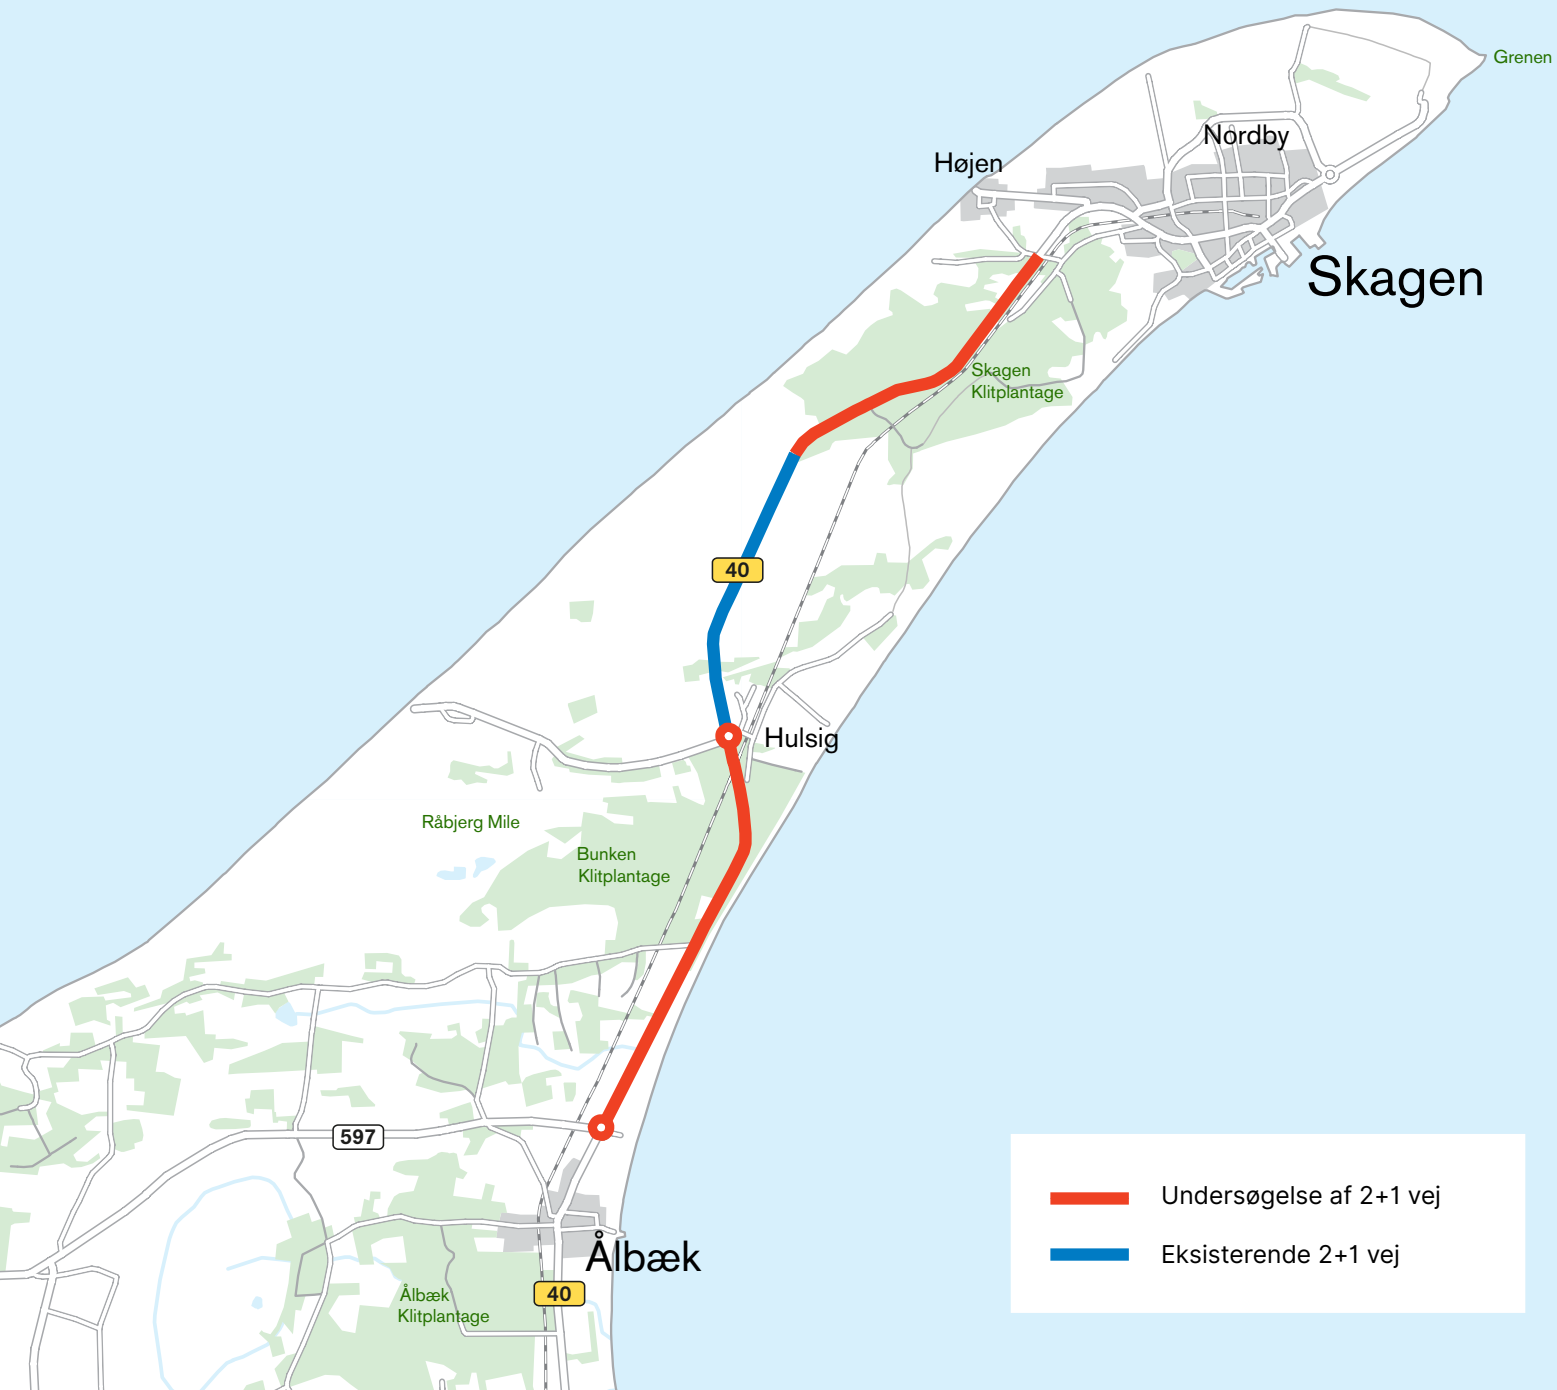 Grenen
Nordby
Højen
Skagen
Skagen
Klitplantage
40
Hulsig
Råbjerg Mile
Bunken
Klitplantage
597
Ålbæk
40
Ålbæk
Klitplantage
Undersøgelse af 2+1 vej
Eksisterende 2+1 vej